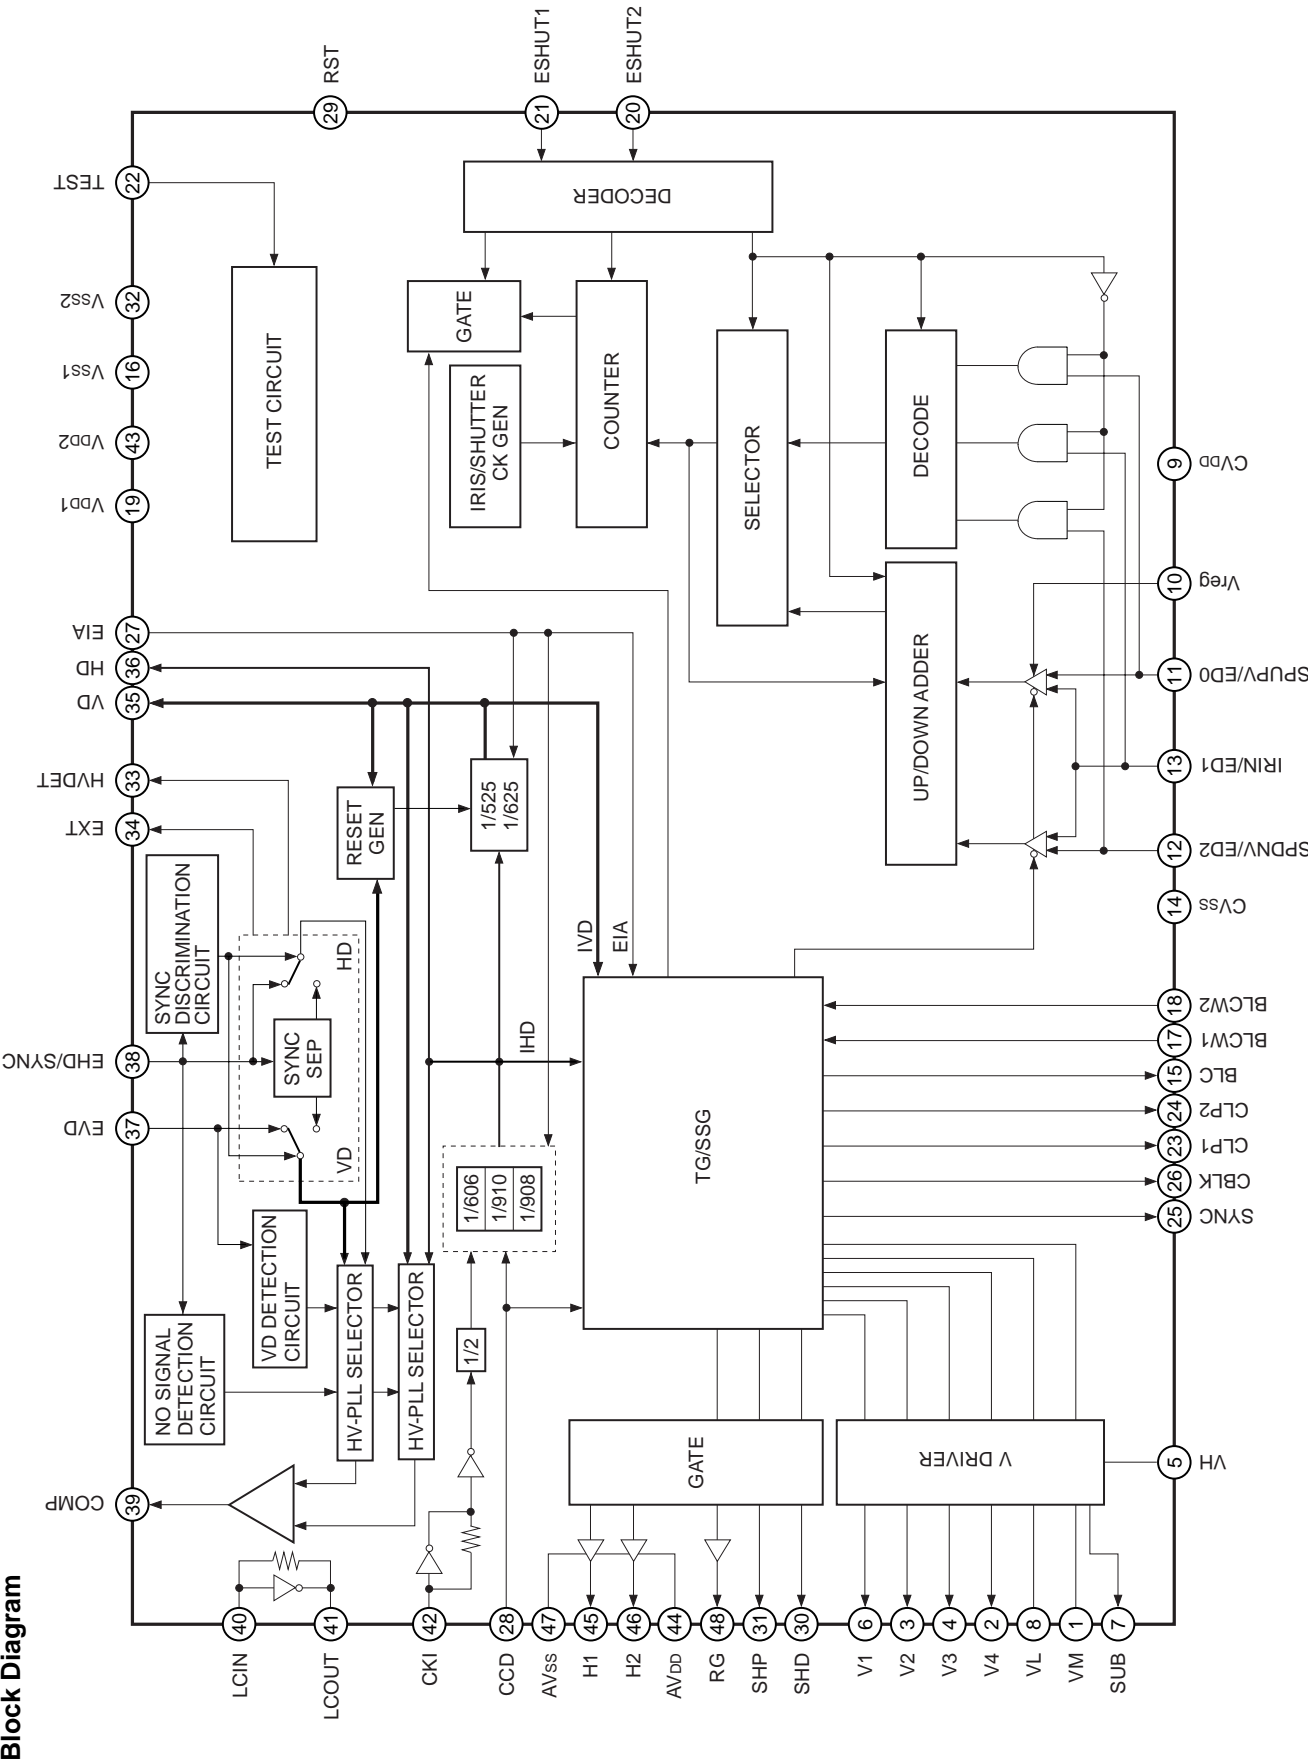 Block Diagram
LCIN
LCOUT
CKI
CCD
AVss
H1
H2
AVDD
RG
SHP
SHD
V1
V2
V3
V4
VL
VM
SUB
40
41
42
28
47
45
46
44
48
31
30
6
3
4
2
8
1
7
39
COMP
37
EVD
38
EHD/SYNC
34
EXT
33
HVDET
35
VD
36
HD
27
EIA
19
VDD1
43
VDD2
16
VSS1
32
VSS2
22
TEST
29
RST
21
ESHUT1
20
ESHUT2
5
VH
25
SYNC
26
CBLK
23
CLP1
24
CLP2
15
BLC
17
BLCW1
18
BLCW2
14
CVss
12
SPDNV/ED2
13
IRIN/ED1
11
SPUPV/ED0
10
Vreg
9
CVDD
NO SIGNAL
DETECTION
CIRCUIT
VD DETECTION
CIRCUIT
HV-PLL SELECTOR
HV-PLL SELECTOR
SYNC
DISCRIMINATION
CIRCUIT
SYNC
SEP
VD
HD
RESET
GEN
1/525
1/625
1/2
1/606
1/910
1/908
IHD
IVD
EIA
TG/SSG
GATE
V DRIVER
TEST CIRCUIT
GATE
IRIS/SHUTTER
CK GEN
COUNTER
DECODER
SELECTOR
DECODE
UP/DOWN ADDER